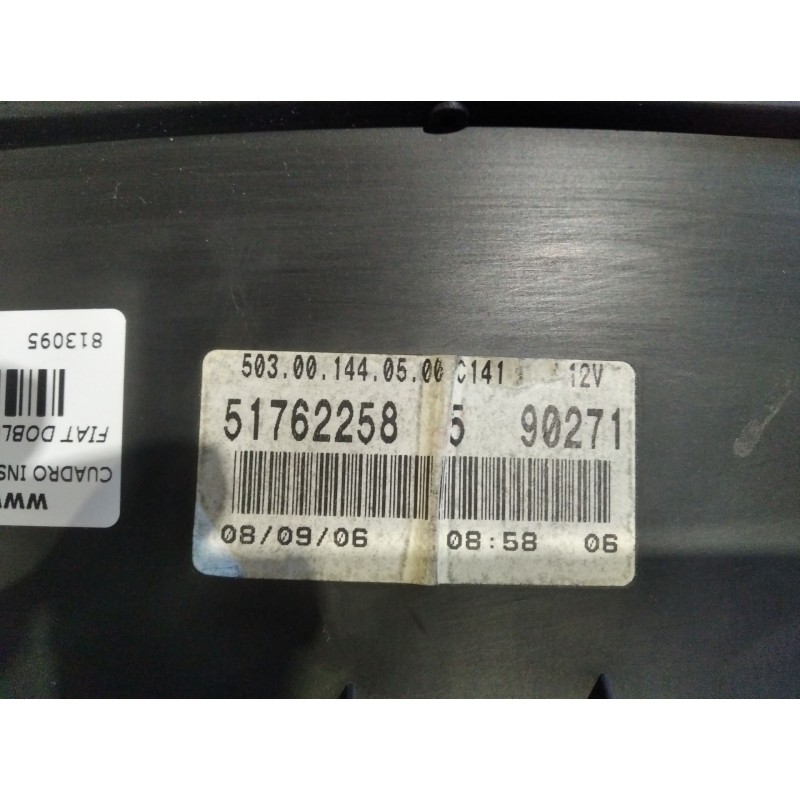 503.00.144.05.00 C141 12V
51762258 5 90271
08/09/06 08:58 06
WWW
CUADRO INS
FIAT DOBL
813095